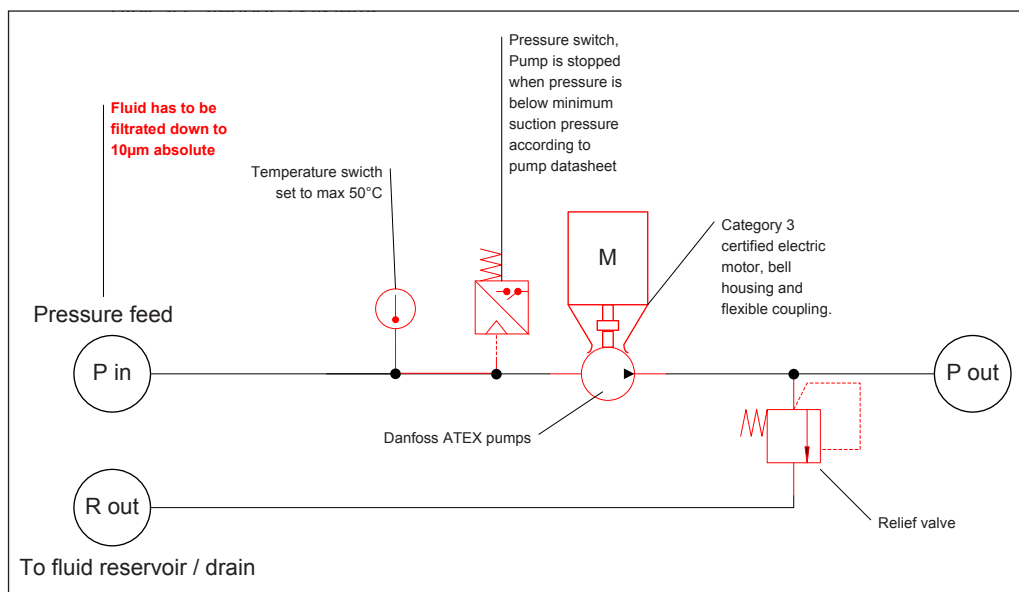 Pressure switch,
Pump is stopped
when pressure is
below minimum
suction pressure
according to
pump datasheet
Fluid has to be
filtrated down to
10µm absolute
Temperature swicth
set to max 50°C
Category 3
certified electric
motor, bell
housing and
flexible coupling.
M
Pressure feed
P in
P out
Danfoss ATEX pumps
R out
Relief valve
To fluid reservoir / drain